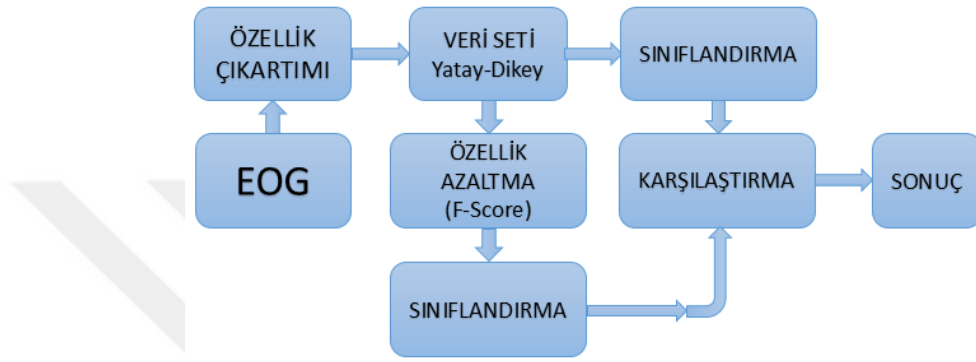 ÖZELLİK
ÇIKARTIMI
VERİ SETİ
Yatay-Dikey
SINIFLANDIRMA
EOG
ÖZELLİK
AZALTMA
(F-Score)
KARŞILAŞTIRMA
SONUÇ
SINIFLANDIRMA